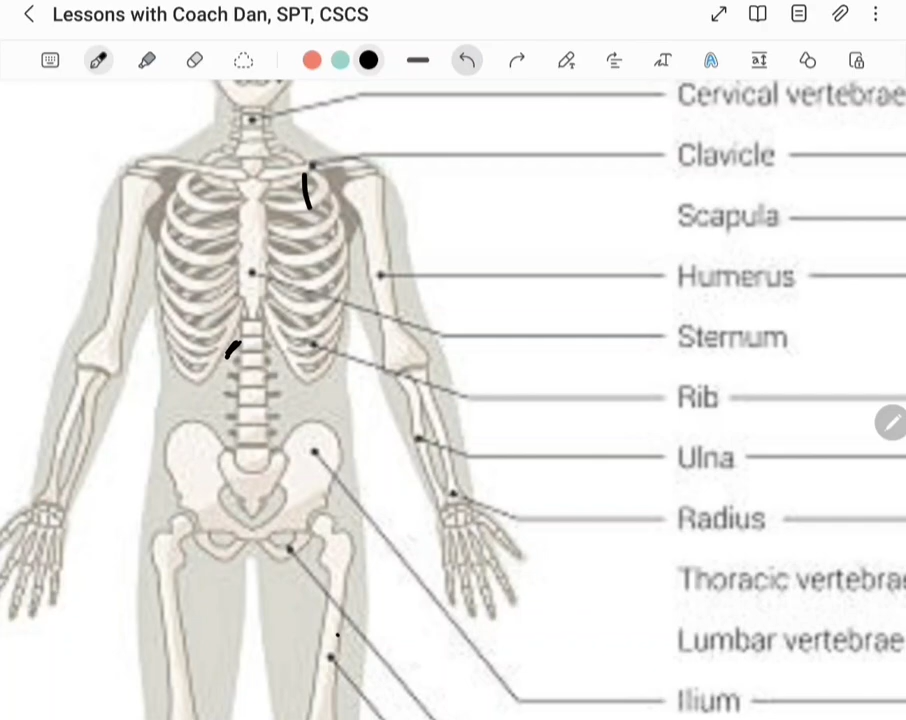 Lessons with Coach Dan, SPT, CSCS
Cervical vertebrae
Clavicle
Scapula
Humerus
Sternum
Rib
Ulna
Radius
Thoracic vertebrae
Lumbar vertebrae
Ilium